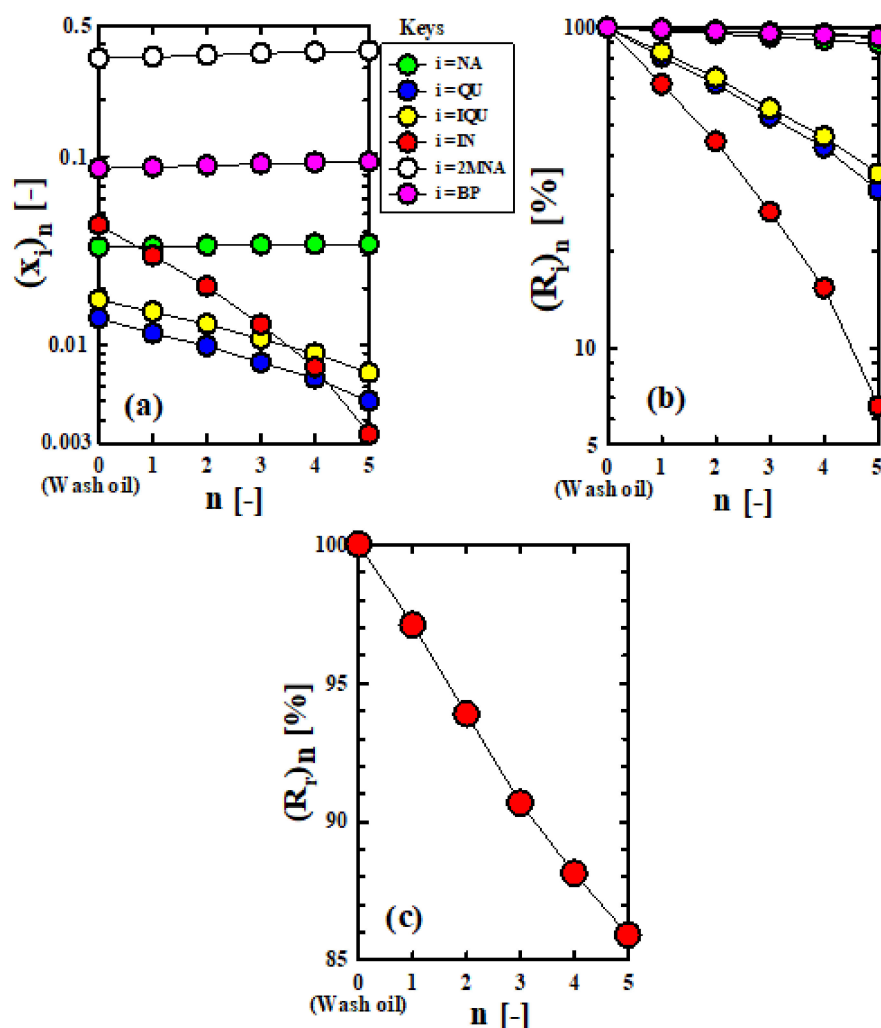 Keys
i=NA
i=QU
i=IQU
i=IN
i=2MNA
i=BP
(x_i)_n [-]
0.5
0.1
0.01
0.003
(a)
0 1 2 3 4 5
(Wash oil)
n [-]
(R_i)_n [%]
100
10
5
(b)
0 1 2 3 4 5
(Wash oil)
n [-]
(R_r)_n [%]
100
95
90
85
(c)
0 1 2 3 4 5
(Wash oil)
n [-]